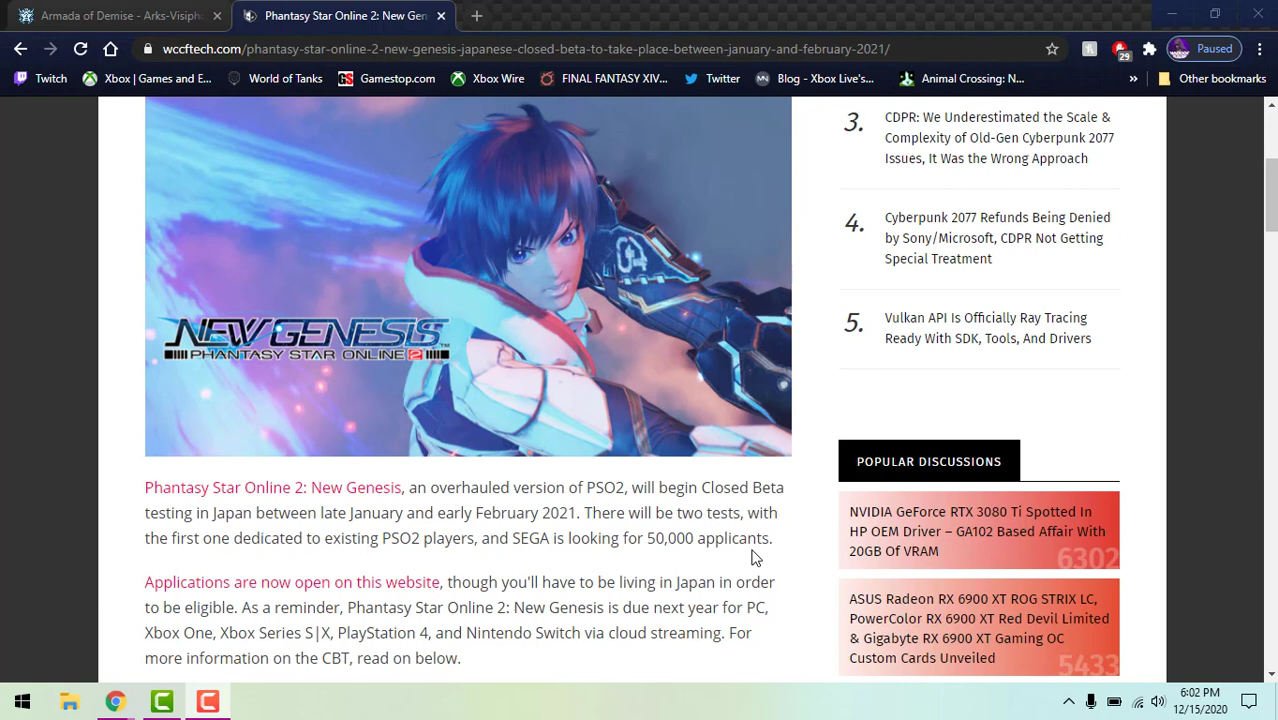 Armada of Demise - Arks-Visiph
Phantasy Star Online 2: New Gen
wccftech.com/phantasy-star-online-2-new-genesis-japanese-closed-beta-to-take-place-between-january-and-february-2021/
29
Paused
Twitch
Xbox | Games and E...
World of Tanks
Gamestop.com
Xbox Wire
FINAL FANTASY XIV...
Twitter
Blog - Xbox Live's...
Animal Crossing: N...
»
Other bookmarks
NEW GENESIS
PHANTASY STAR ONLINE 2
TM
Phantasy Star Online 2: New Genesis, an overhauled version of PSO2, will begin Closed Beta
testing in Japan between late January and early February 2021. There will be two tests, with
the first one dedicated to existing PSO2 players, and SEGA is looking for 50,000 applicants.
Applications are now open on this website, though you'll have to be living in Japan in order
to be eligible. As a reminder, Phantasy Star Online 2: New Genesis is due next year for PC,
Xbox One, Xbox Series S|X, PlayStation 4, and Nintendo Switch via cloud streaming. For
more information on the CBT, read on below.
3. CDPR: We Underestimated the Scale &
Complexity of Old-Gen Cyberpunk 2077
Issues, It Was the Wrong Approach
4. Cyberpunk 2077 Refunds Being Denied
by Sony/Microsoft, CDPR Not Getting
Special Treatment
5. Vulkan API Is Officially Ray Tracing
Ready With SDK, Tools, And Drivers
POPULAR DISCUSSIONS
NVIDIA GeForce RTX 3080 Ti Spotted In
HP OEM Driver – GA102 Based Affair With
20GB Of VRAM
6302
ASUS Radeon RX 6900 XT ROG STRIX LC,
PowerColor RX 6900 XT Red Devil Limited
& Gigabyte RX 6900 XT Gaming OC
Custom Cards Unveiled
5433
6:02 PM
12/15/2020